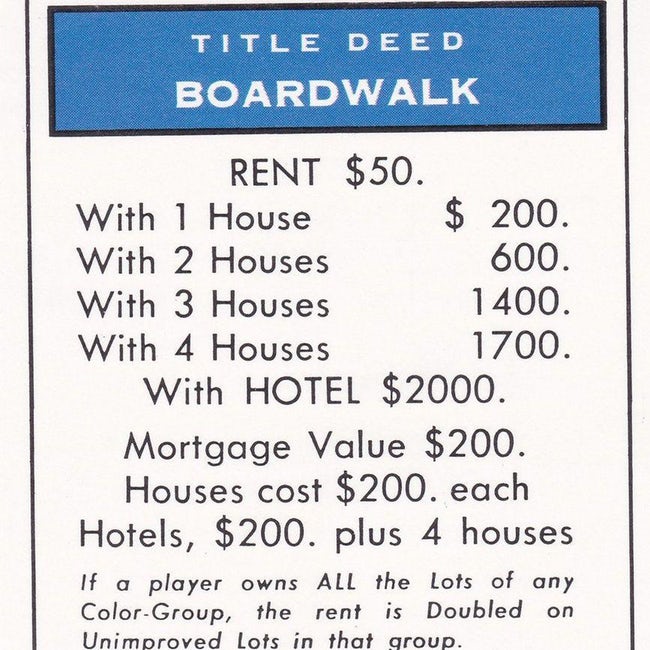 TITLE DEED
BOARDWALK
RENT $50.
With 1 House $ 200.
With 2 Houses 600.
With 3 Houses 1400.
With 4 Houses 1700.
With HOTEL $2000.
Mortgage Value $200.
Houses cost $200. each
Hotels, $200. plus 4 houses
If a player owns ALL the Lots of any
Color-Group, the rent is Doubled on
Unimproved Lots in that group.